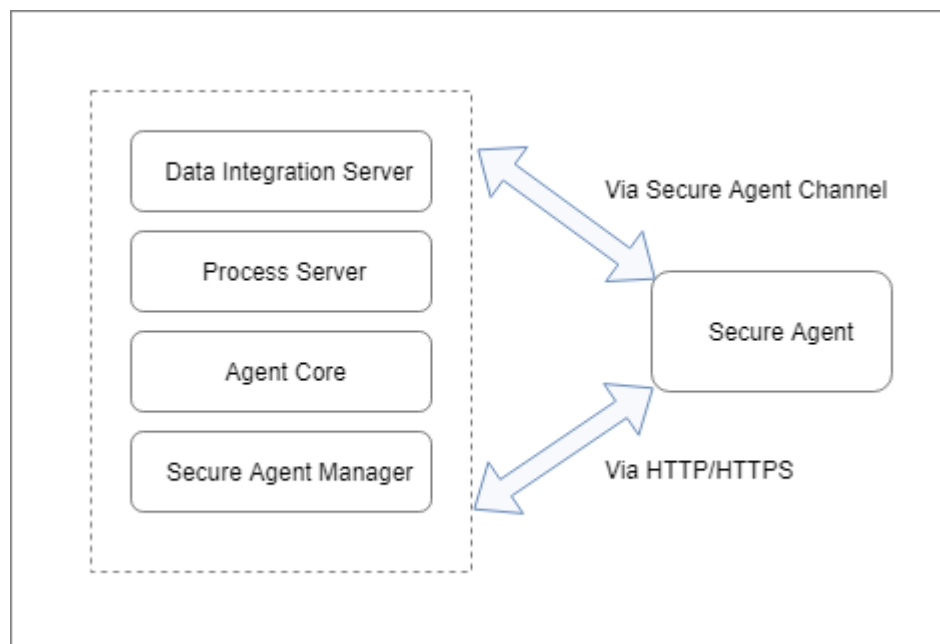 Data Integration Server
Via Secure Agent Channel
Process Server
Secure Agent
Agent Core
Secure Agent Manager
Via HTTP/HTTPS